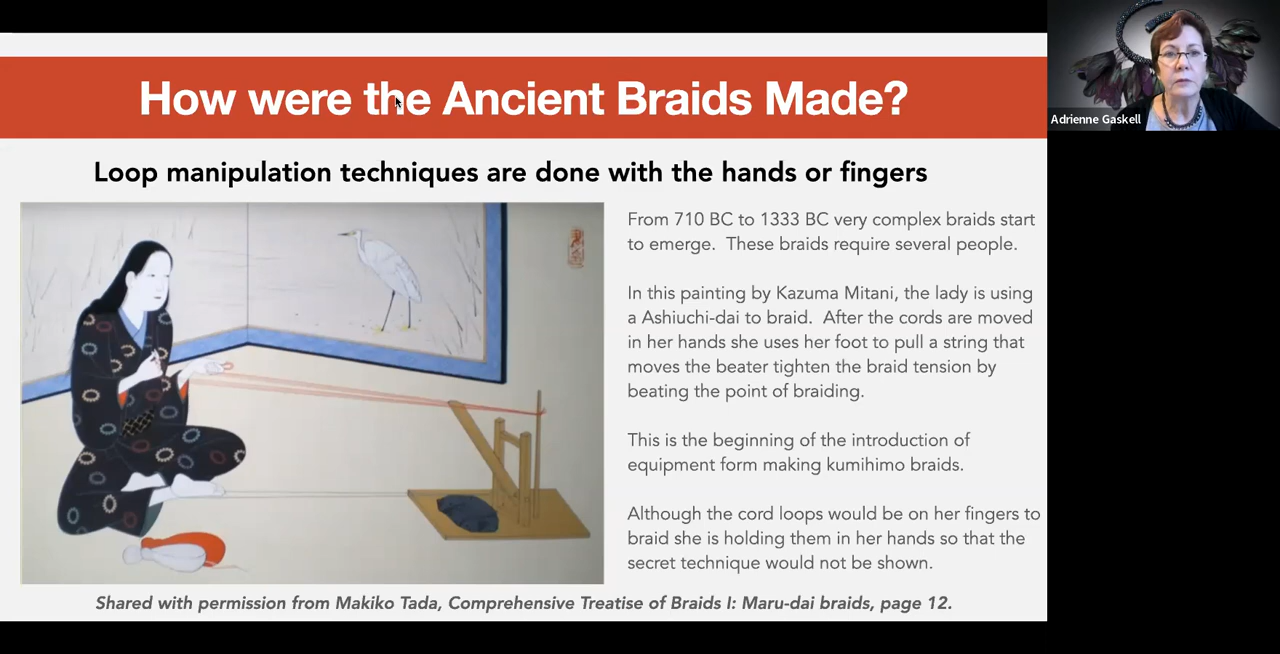 How were the Ancient Braids Made?
Adrienne Gaskell
Loop manipulation techniques are done with the hands or fingers
From 710 BC to 1333 BC very complex braids start
to emerge. These braids require several people.
In this painting by Kazuma Mitani, the lady is using
a Ashiuchi-dai to braid. After the cords are moved
in her hands she uses her foot to pull a string that
moves the beater tighten the braid tension by
beating the point of braiding.
This is the beginning of the introduction of
equipment form making kumihimo braids.
Although the cord loops would be on her fingers to
braid she is holding them in her hands so that the
secret technique would not be shown.
Shared with permission from Makiko Tada, Comprehensive Treatise of Braids I: Maru-dai braids, page 12.